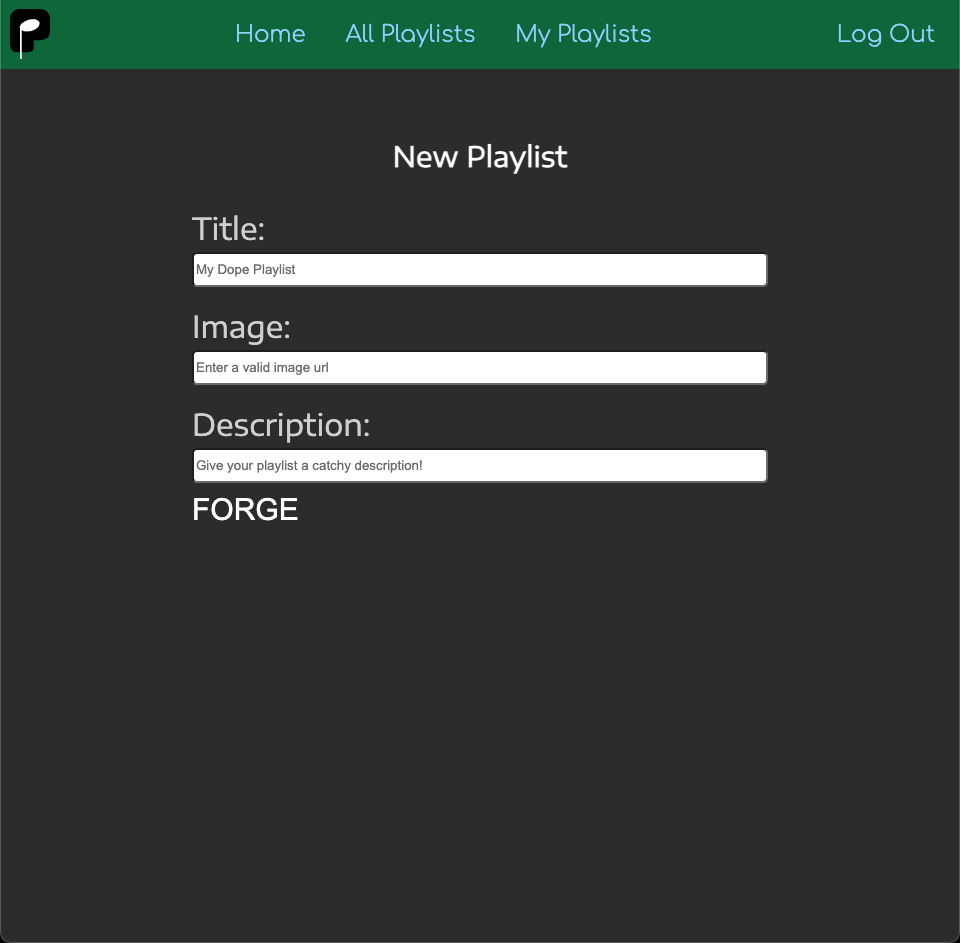 Home All Playlists My Playlists Log Out
New Playlist
Title:
My Dope Playlist
Image:
Enter a valid image url
Description:
Give your playlist a catchy description!
FORGE